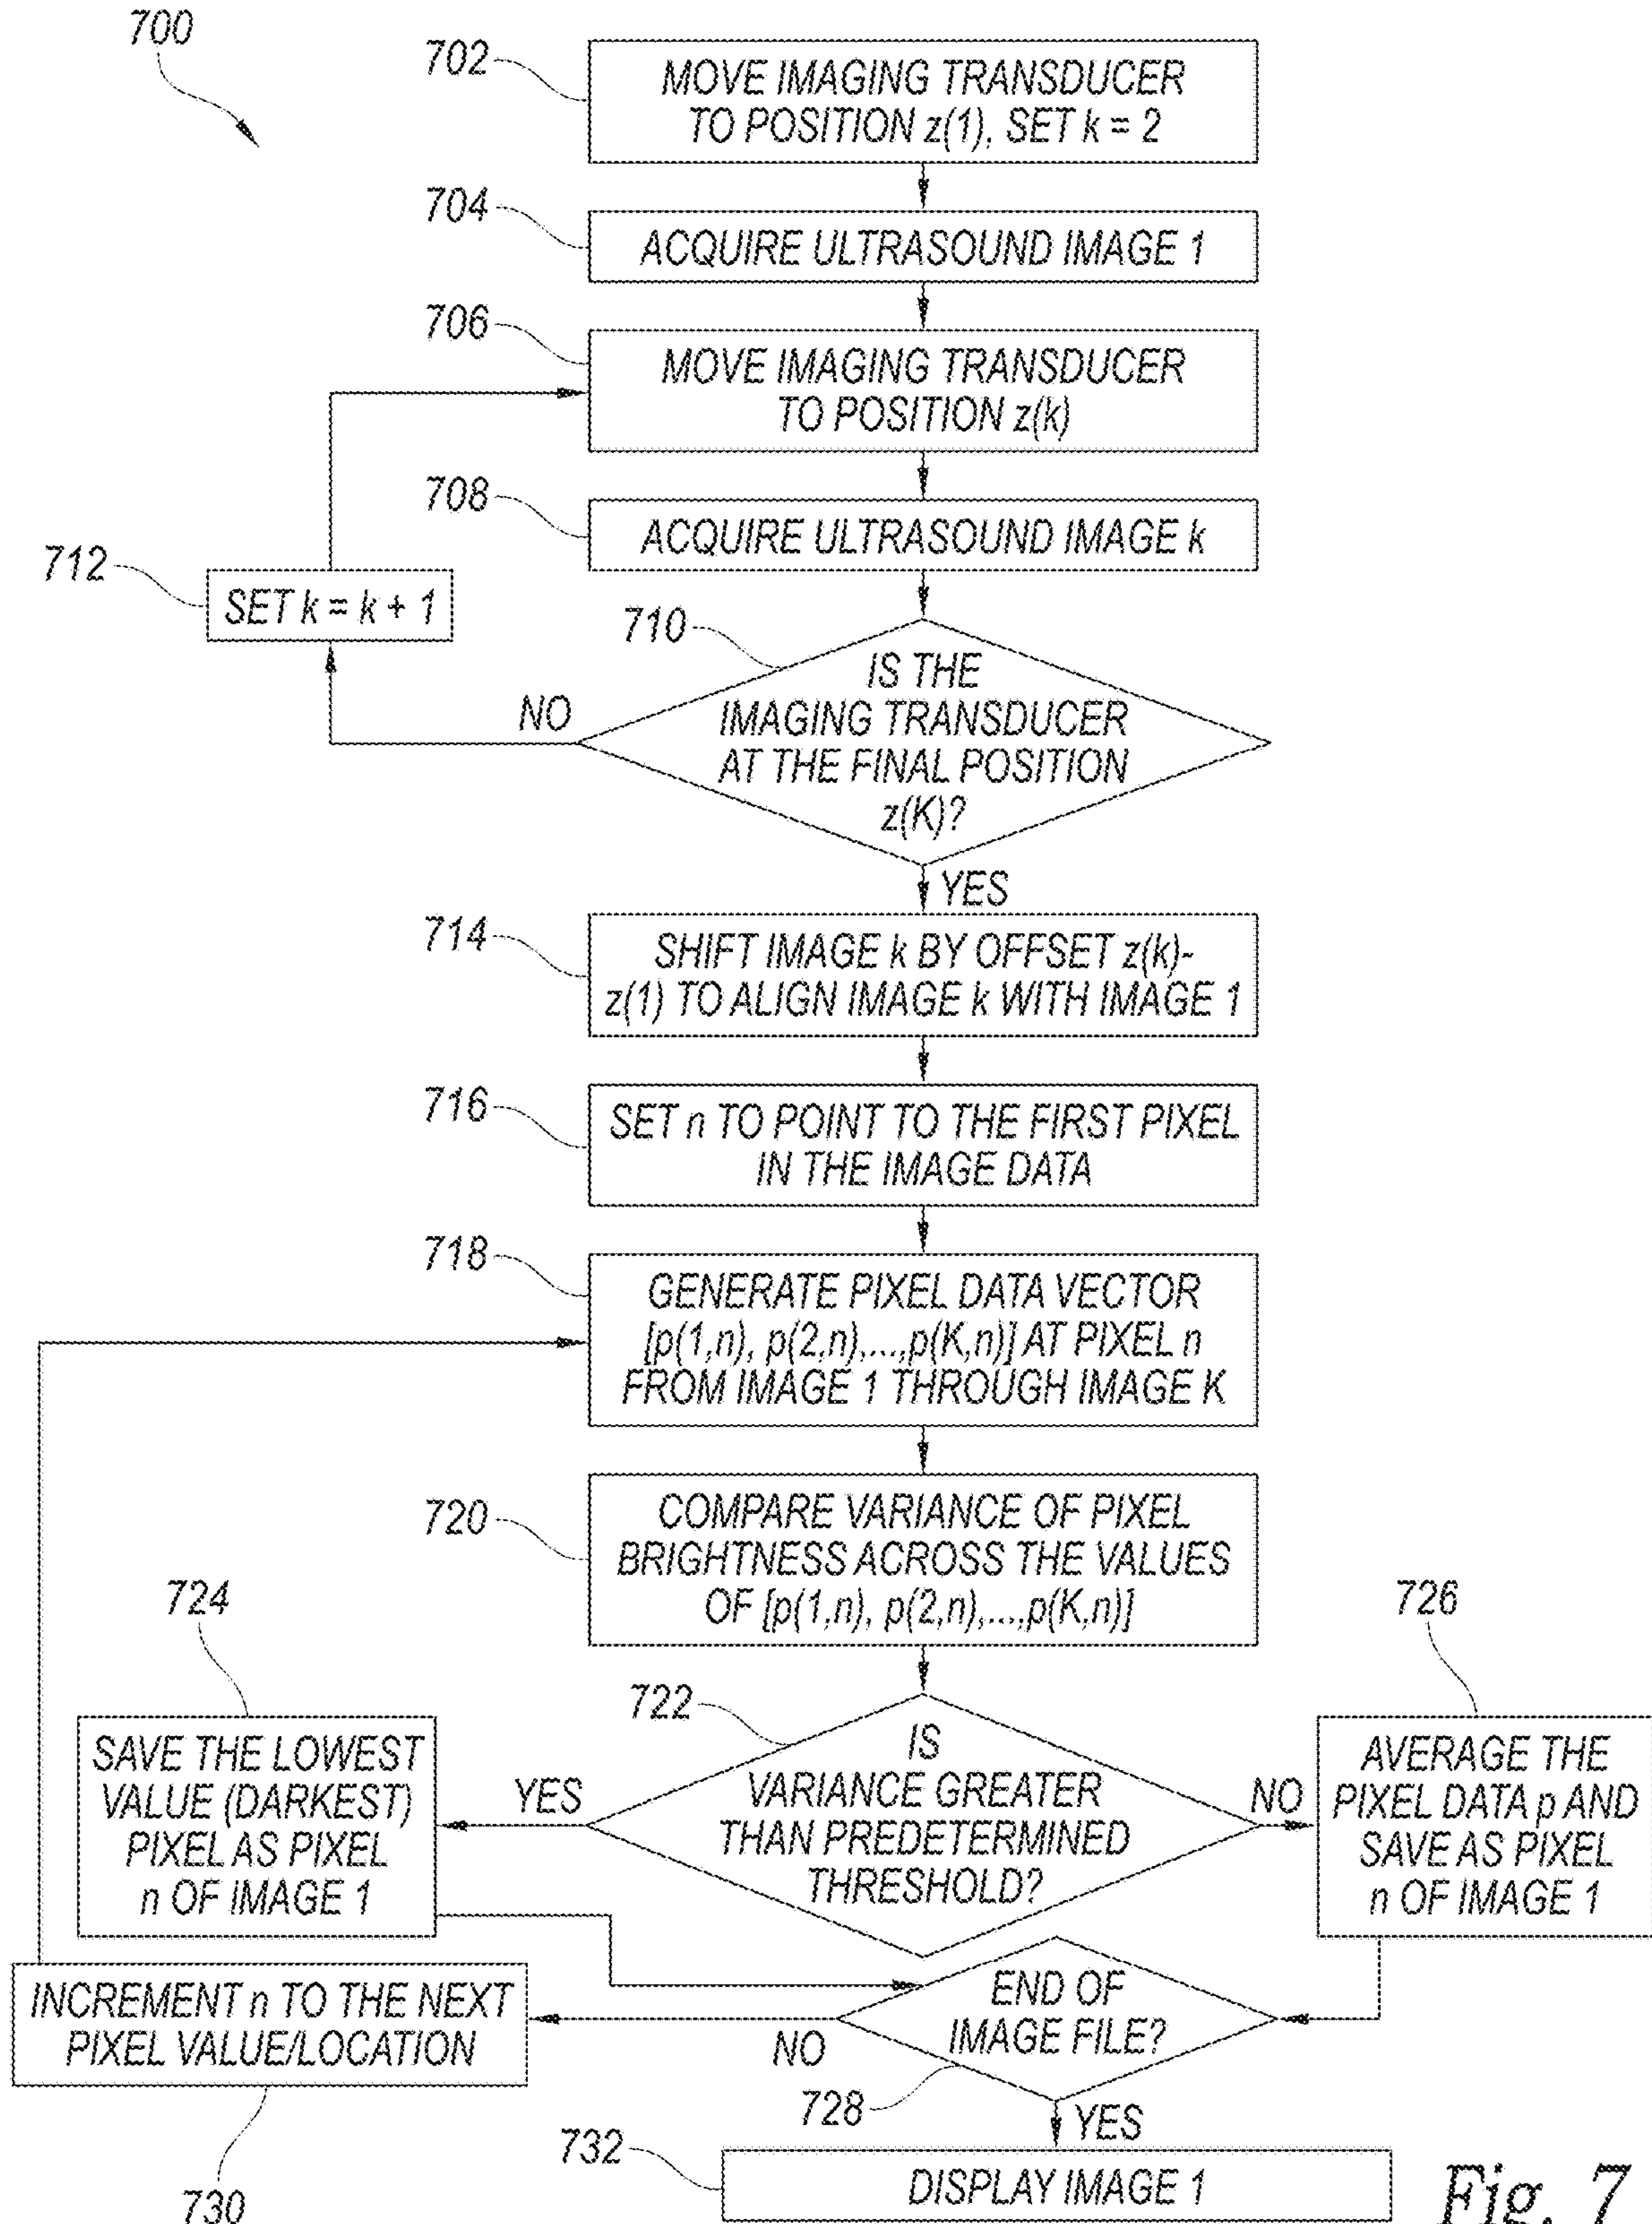 700
702
MOVE IMAGING TRANSDUCER
TO POSITION z(1), SET k = 2
704
ACQUIRE ULTRASOUND IMAGE 1
706
MOVE IMAGING TRANSDUCER
TO POSITION z(k)
708
ACQUIRE ULTRASOUND IMAGE k
712
SET k = k + 1
710
IS THE
IMAGING TRANSDUCER
AT THE FINAL POSITION
z(K)?
NO
YES
714
SHIFT IMAGE k BY OFFSET z(k)-
z(1) TO ALIGN IMAGE k WITH IMAGE 1
716
SET n TO POINT TO THE FIRST PIXEL
IN THE IMAGE DATA
718
GENERATE PIXEL DATA VECTOR
[p(1,n), p(2,n),...,p(K,n)] AT PIXEL n
FROM IMAGE 1 THROUGH IMAGE K
720
COMPARE VARIANCE OF PIXEL
BRIGHTNESS ACROSS THE VALUES
OF [p(1,n), p(2,n),...,p(K,n)]
722
IS
VARIANCE GREATER
THAN PREDETERMINED
THRESHOLD?
YES
NO
724
SAVE THE LOWEST
VALUE (DARKEST)
PIXEL AS PIXEL
n OF IMAGE 1
726
AVERAGE THE
PIXEL DATA p AND
SAVE AS PIXEL
n OF IMAGE 1
END OF
IMAGE FILE?
728
NO
YES
INCREMENT n TO THE NEXT
PIXEL VALUE/LOCATION
730
732
DISPLAY IMAGE 1
Fig. 7